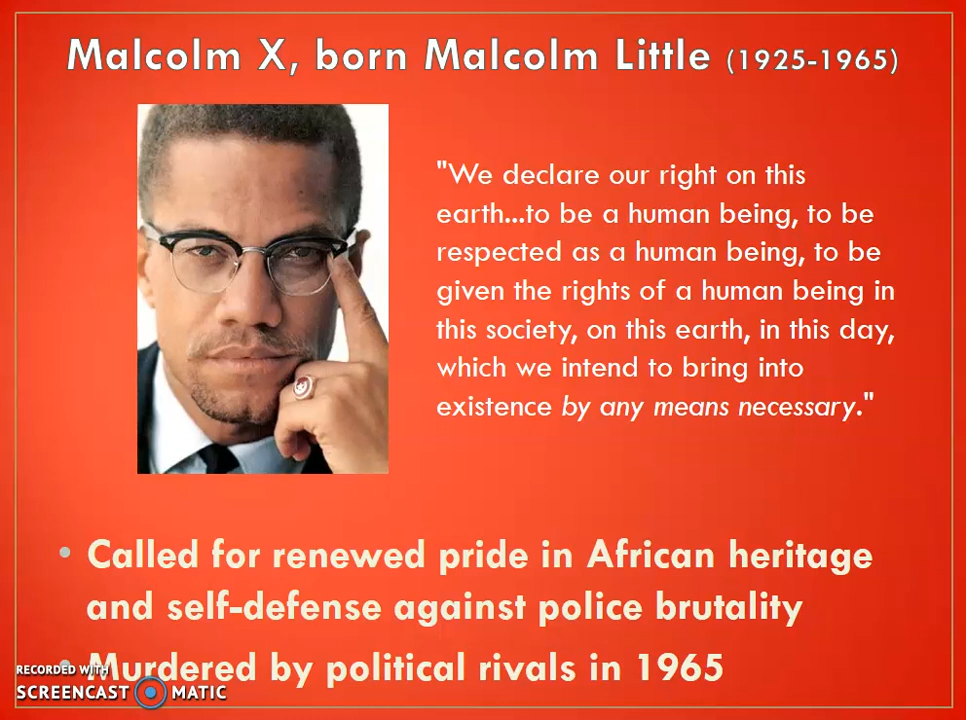 Malcolm X, born Malcolm Little (1925-1965)
"We declare our right on this
earth...to be a human being, to be
respected as a human being, to be
given the rights of a human being in
this society, on this earth, in this day,
which we intend to bring into
existence by any means necessary."
• Called for renewed pride in African heritage
and self-defense against police brutality
• Murdered by political rivals in 1965
RECORDED WITH
SCREENCAST MATIC